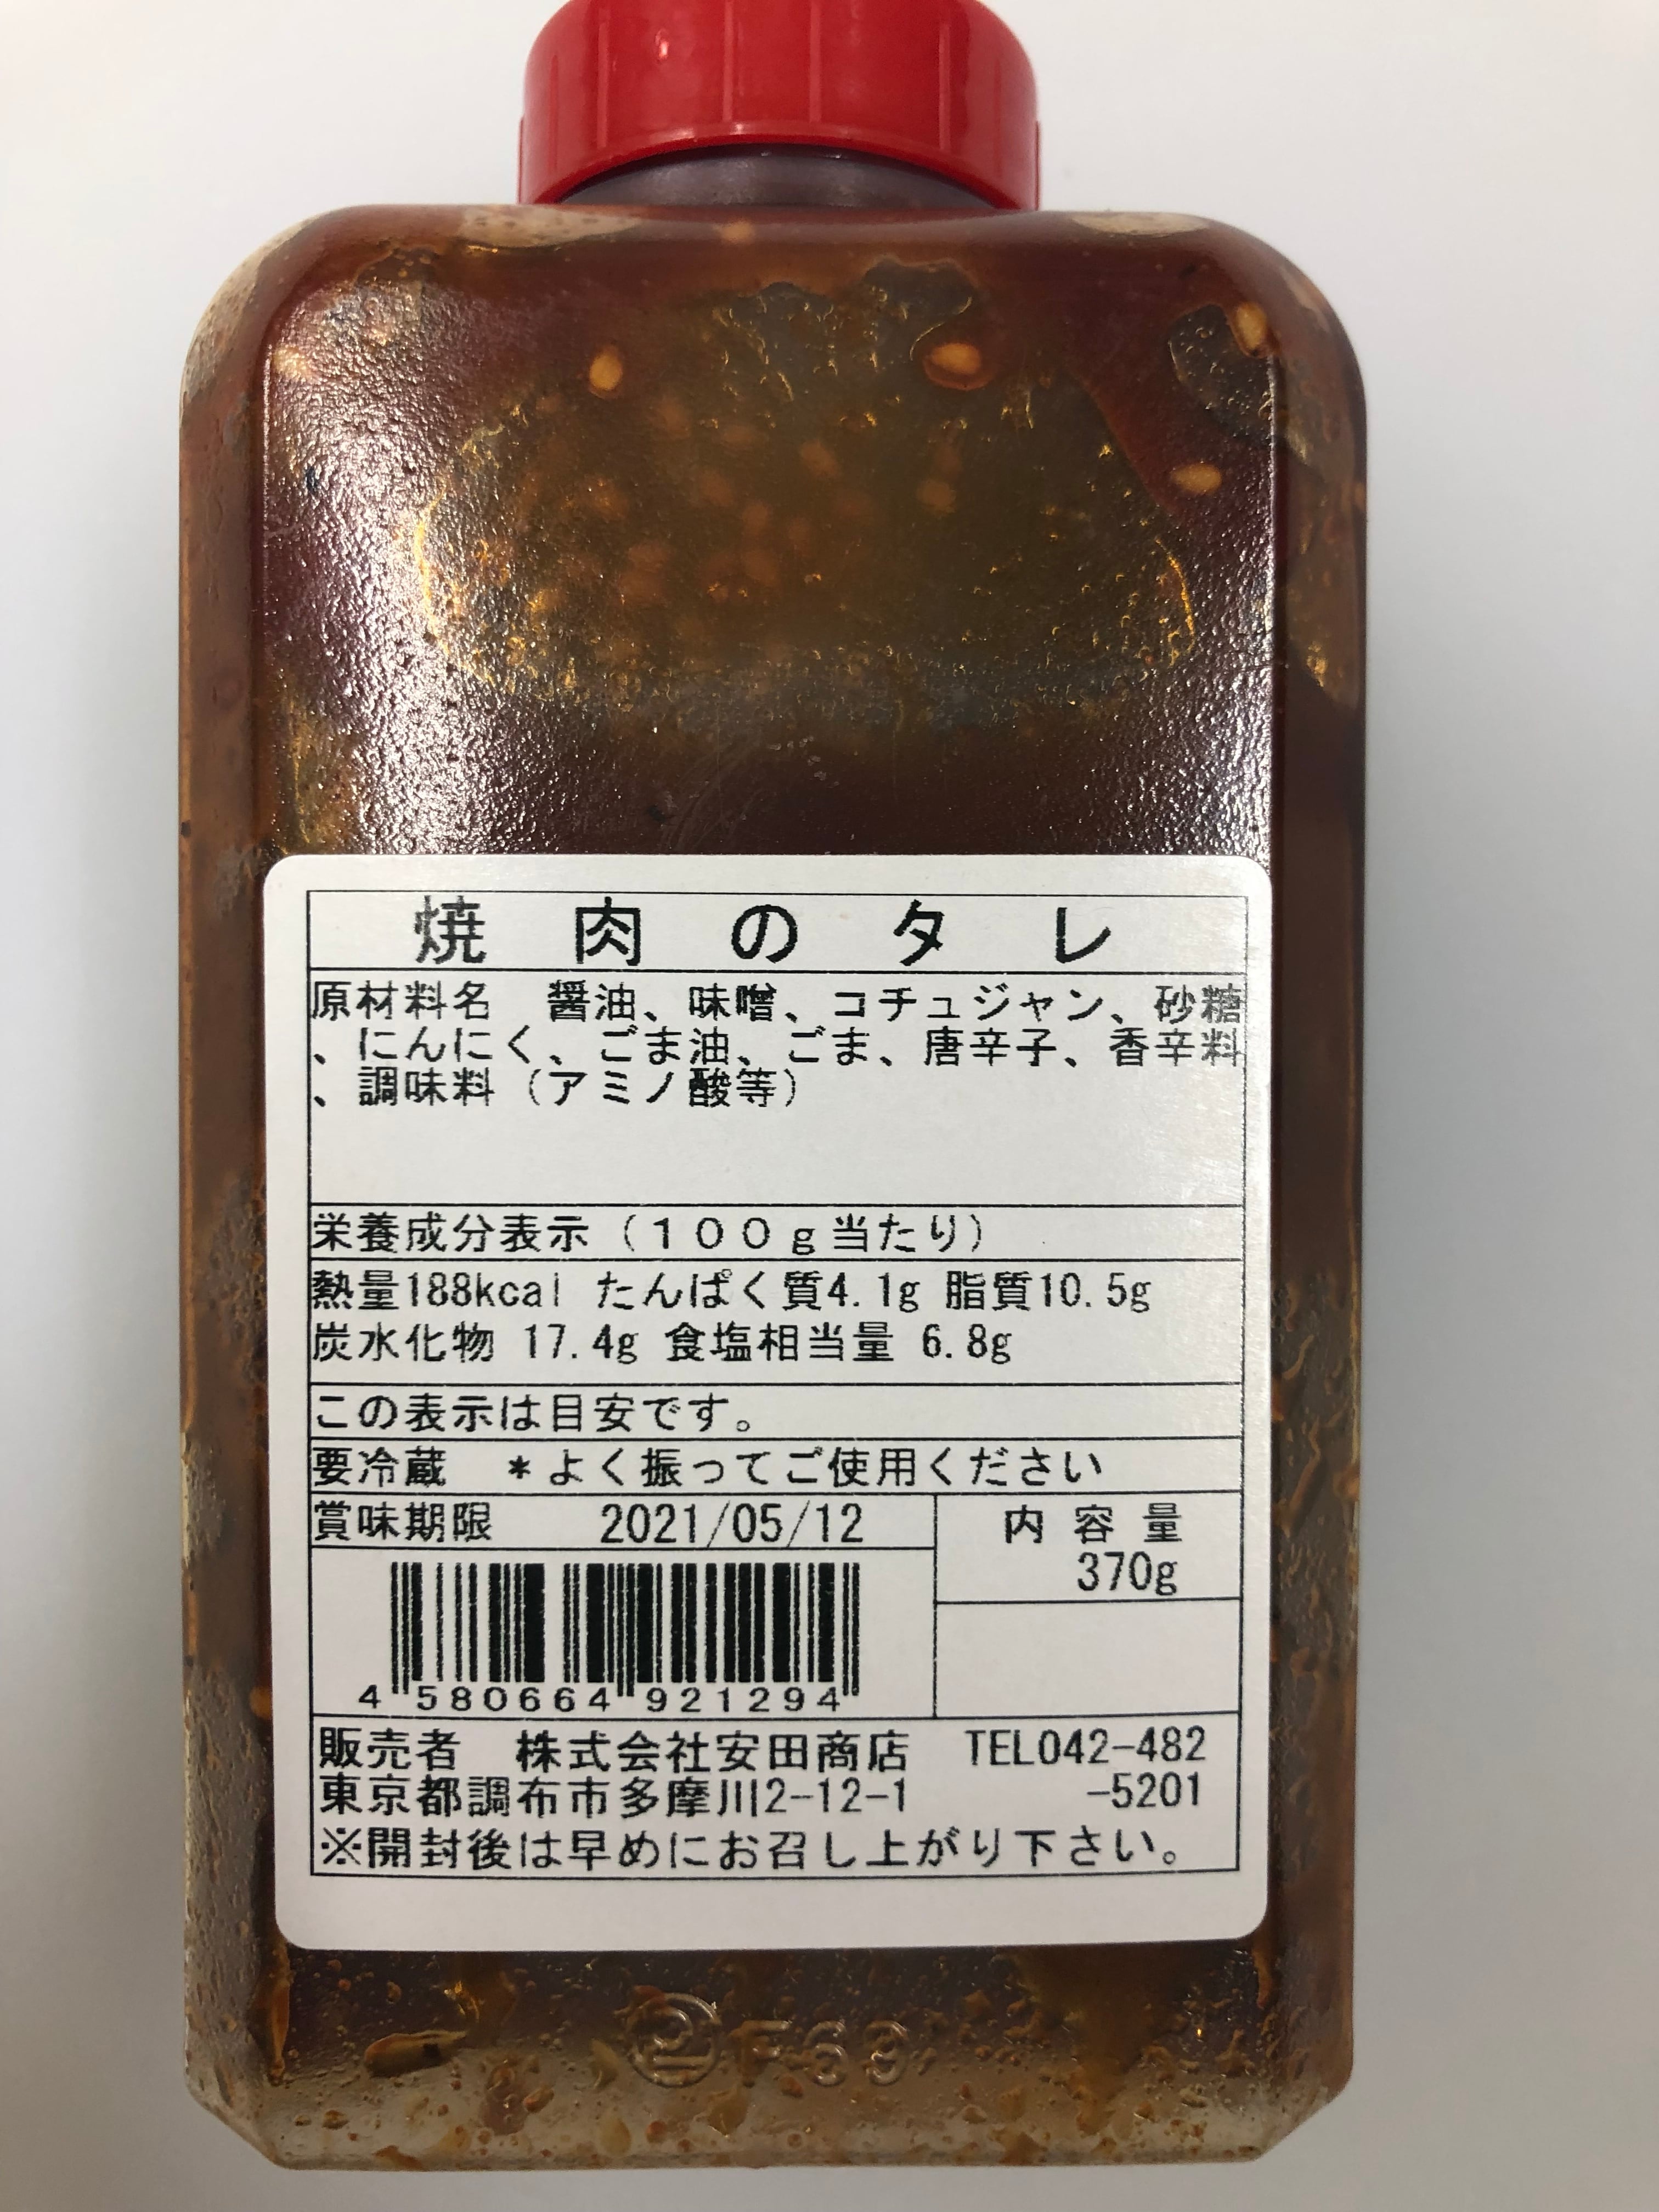 焼肉のタレ
原材料名　醤油、味噌、コチュジャン、砂糖
、にんにく、ごま油、ごま、唐辛子、香辛料
、調味料（アミノ酸等）
栄養成分表示（１００ｇ当たり）
熱量188kcal たんぱく質4.1g 脂質10.5g
炭水化物 17.4g 食塩相当量 6.8g
この表示は目安です。
要冷蔵　＊よく振ってご使用ください
賞味期限　2021/05/12
内容量
370g
4 580664 921294
販売者　株式会社安田商店　TEL042-482
東京都調布市多摩川2-12-1　-5201
※開封後は早めにお召し上がり下さい。
② F-63